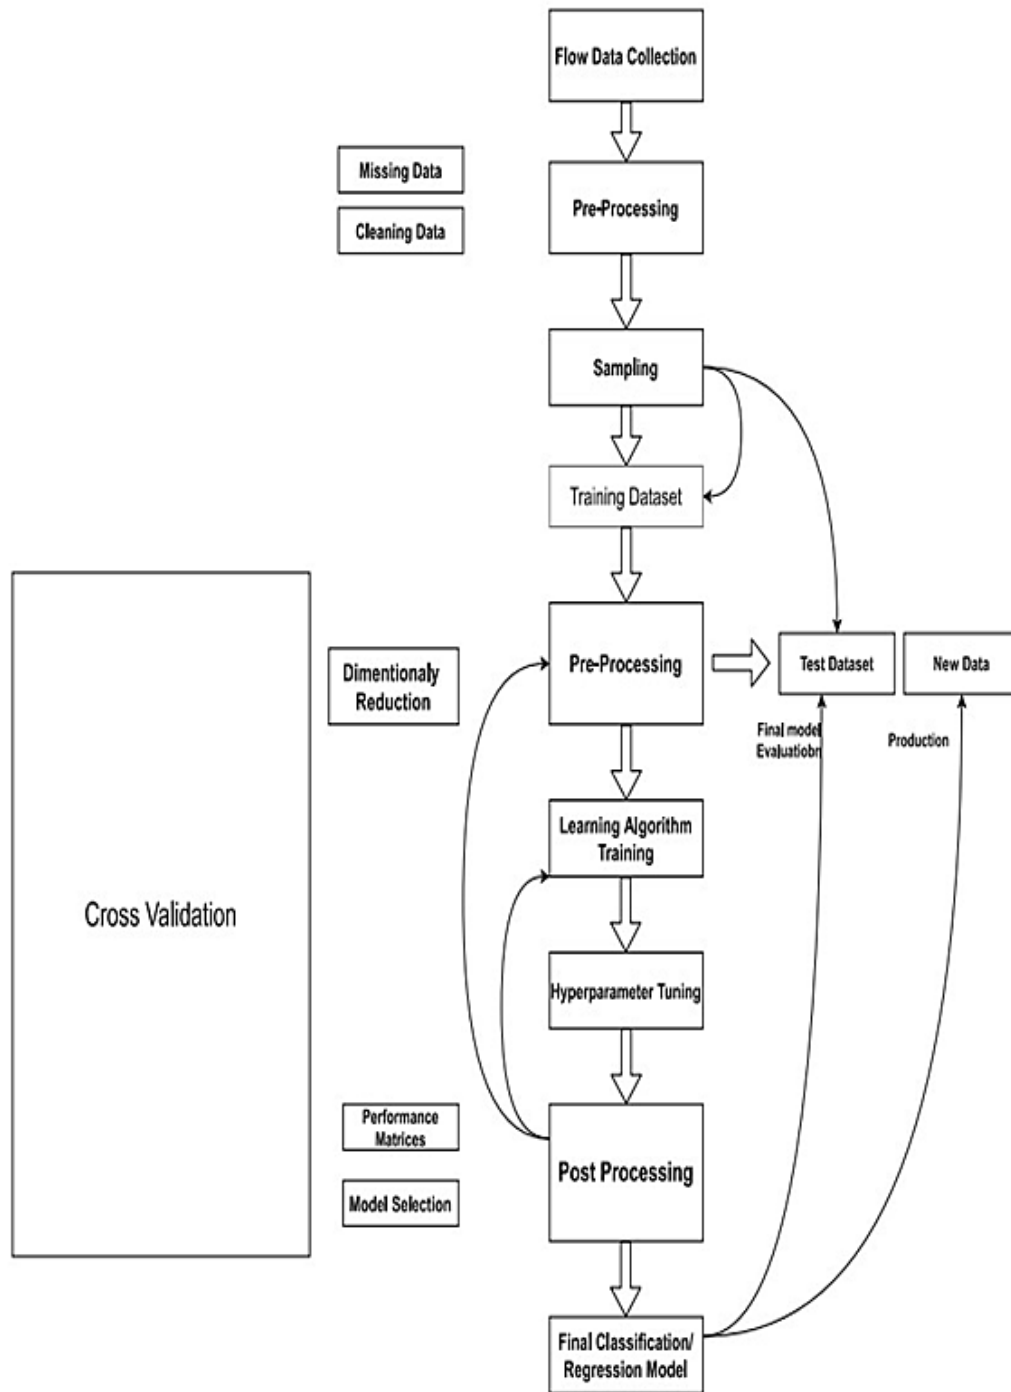 Flow Data Collection
Missing Data
Pre-Processing
Cleaning Data
Sampling
Training Dataset
Dimentionaly
Reduction
Pre-Processing
Test Dataset
New Data
Final model
Evaluatiobn
Production
Learning Algorithm
Training
Cross Validation
Hyperparameter Tuning
Performance
Matrices
Post Processing
Model Selection
Final Classification/
Regression Model